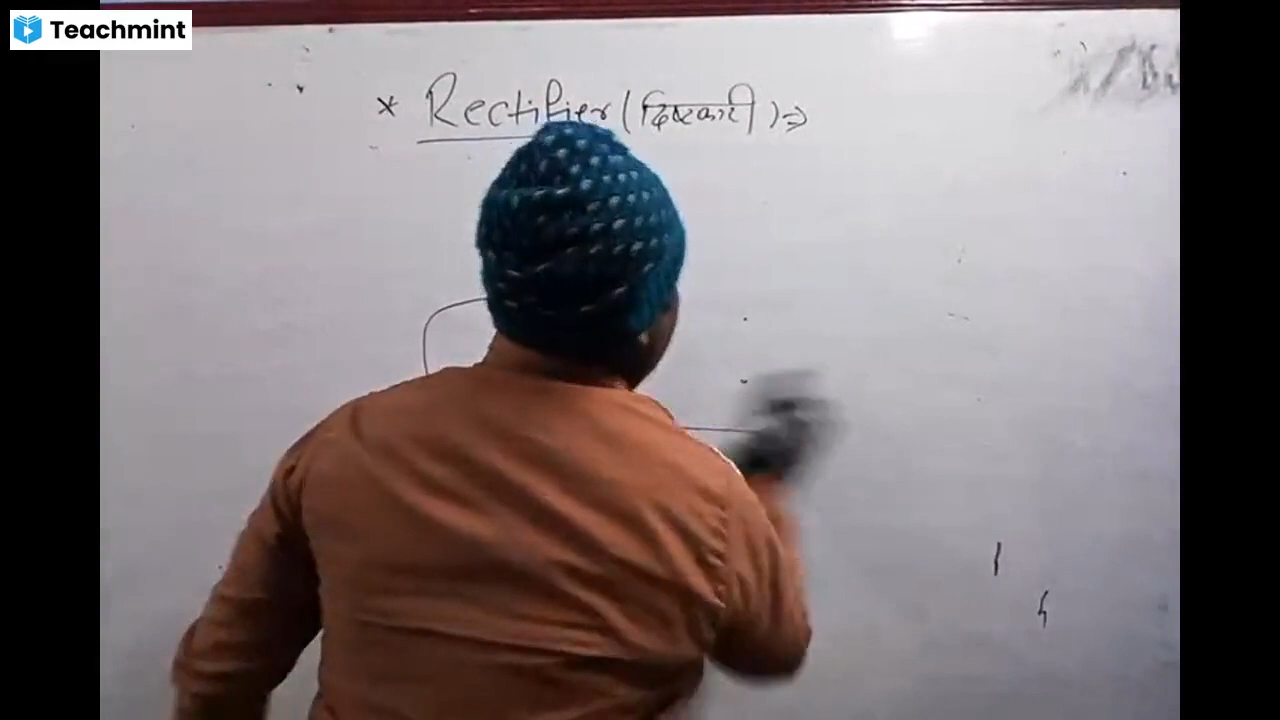 Teachmint
* Rectifier (दिष्टकारी) ⇒